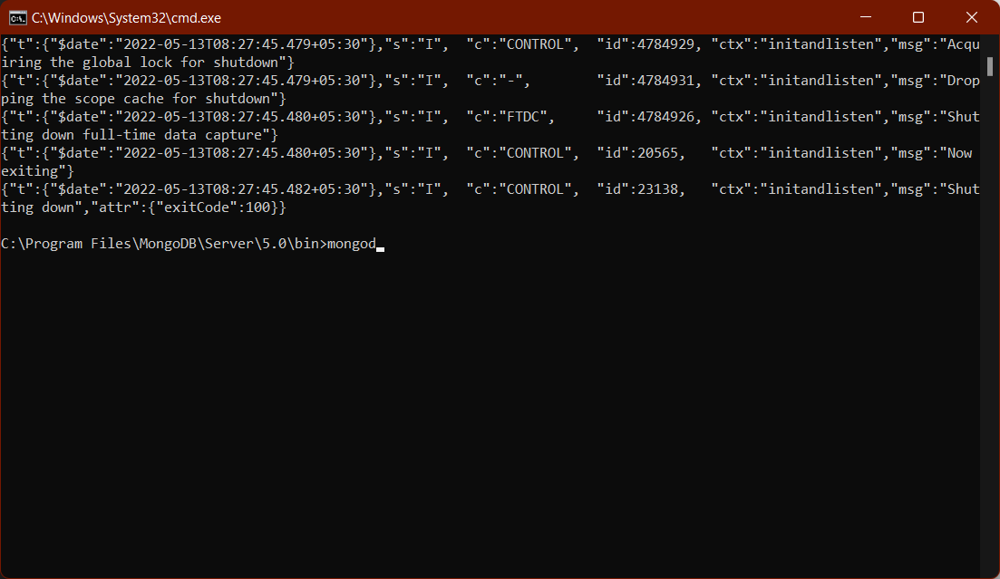 C:\Windows\System32\cmd.exe
{"t":{"$date":"2022-05-13T08:27:45.479+05:30"},"s":"I",  "c":"CONTROL",  "id":4784929, "ctx":"initandlisten","msg":"Acqu
iring the global lock for shutdown"}
{"t":{"$date":"2022-05-13T08:27:45.479+05:30"},"s":"I",  "c":"-",        "id":4784931, "ctx":"initandlisten","msg":"Drop
ping the scope cache for shutdown"}
{"t":{"$date":"2022-05-13T08:27:45.480+05:30"},"s":"I",  "c":"FTDC",     "id":4784926, "ctx":"initandlisten","msg":"Shut
ting down full-time data capture"}
{"t":{"$date":"2022-05-13T08:27:45.480+05:30"},"s":"I",  "c":"CONTROL",  "id":20565,   "ctx":"initandlisten","msg":"Now
exiting"}
{"t":{"$date":"2022-05-13T08:27:45.482+05:30"},"s":"I",  "c":"CONTROL",  "id":23138,   "ctx":"initandlisten","msg":"Shut
ting down","attr":{"exitCode":100}}
C:\Program Files\MongoDB\Server\5.0\bin>mongod